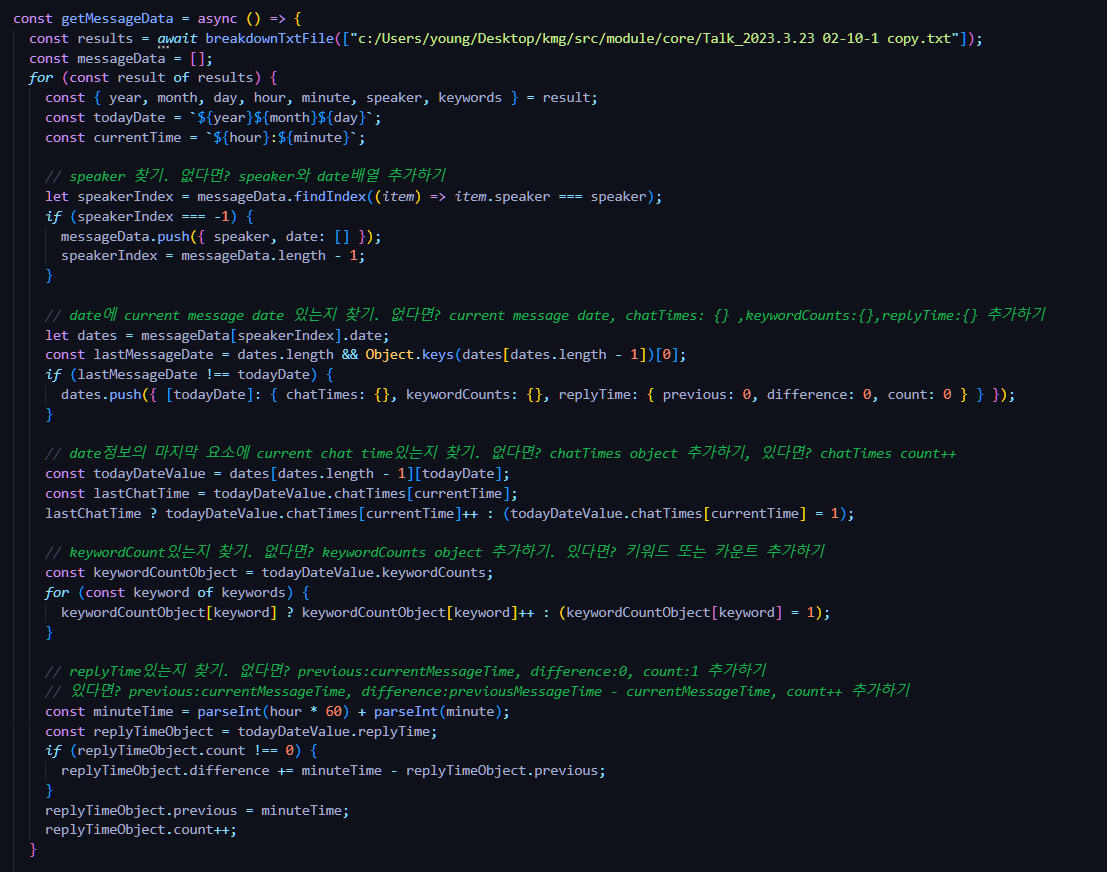 const getMessageData = async () => {
const results = await breakdownTxtFile(["c:/Users/young/Desktop/kmg/src/module/core/Talk_2023.3.23 02-10-1 copy.txt"]);
const messageData = [];
for (const result of results) {
const { year, month, day, hour, minute, speaker, keywords } = result;
const todayDate = `${year}${month}${day}`;
const currentTime = `${hour}:${minute}`;
// speaker 찾기. 없다면? speaker와 date배열 추가하기
let speakerIndex = messageData.findIndex((item) => item.speaker === speaker);
if (speakerIndex === -1) {
messageData.push({ speaker, date: [] });
speakerIndex = messageData.length - 1;
}
// date에 current message date 있는지 찾기. 없다면? current message date, chatTimes: {} ,keywordCounts:{},replyTime:{} 추가하기
let dates = messageData[speakerIndex].date;
const lastMessageDate = dates.length && Object.keys(dates[dates.length - 1])[0];
if (lastMessageDate !== todayDate) {
dates.push({ [todayDate]: { chatTimes: {}, keywordCounts: {}, replyTime: { previous: 0, difference: 0, count: 0 } } });
}
// date정보의 마지막 요소에 current chat time있는지 찾기. 없다면? chatTimes object 추가하기, 있다면? chatTimes count++
const todayDateValue = dates[dates.length - 1][todayDate];
const lastChatTime = todayDateValue.chatTimes[currentTime];
lastChatTime ? todayDateValue.chatTimes[currentTime]++ : (todayDateValue.chatTimes[currentTime] = 1);
// keywordCount있는지 찾기. 없다면? keywordCounts object 추가하기. 있다면? 키워드 또는 카운트 추가하기
const keywordCountObject = todayDateValue.keywordCounts;
for (const keyword of keywords) {
keywordCountObject[keyword] ? keywordCountObject[keyword]++ : (keywordCountObject[keyword] = 1);
}
// replyTime있는지 찾기. 없다면? previous:currentMessageTime, difference:0, count:1 추가하기
// 있다면? previous:currentMessageTime, difference:previousMessageTime - currentMessageTime, count++ 추가하기
const minuteTime = parseInt(hour * 60) + parseInt(minute);
const replyTimeObject = todayDateValue.replyTime;
if (replyTimeObject.count !== 0) {
replyTimeObject.difference += minuteTime - replyTimeObject.previous;
}
replyTimeObject.previous = minuteTime;
replyTimeObject.count++;
}